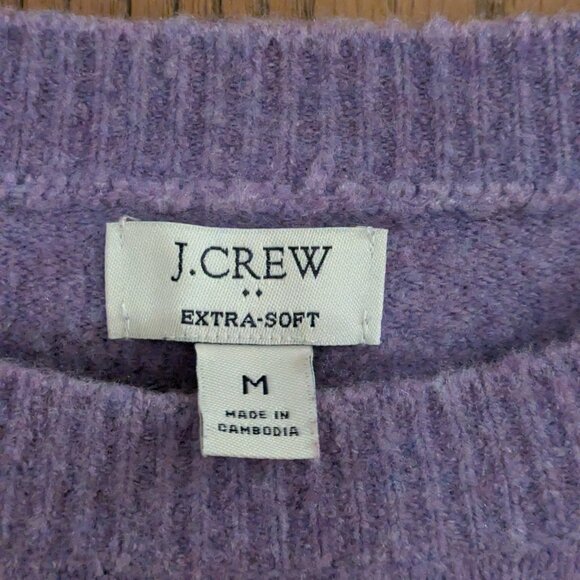 J.CREW
EXTRA-SOFT
M
MADE IN
CAMBODIA